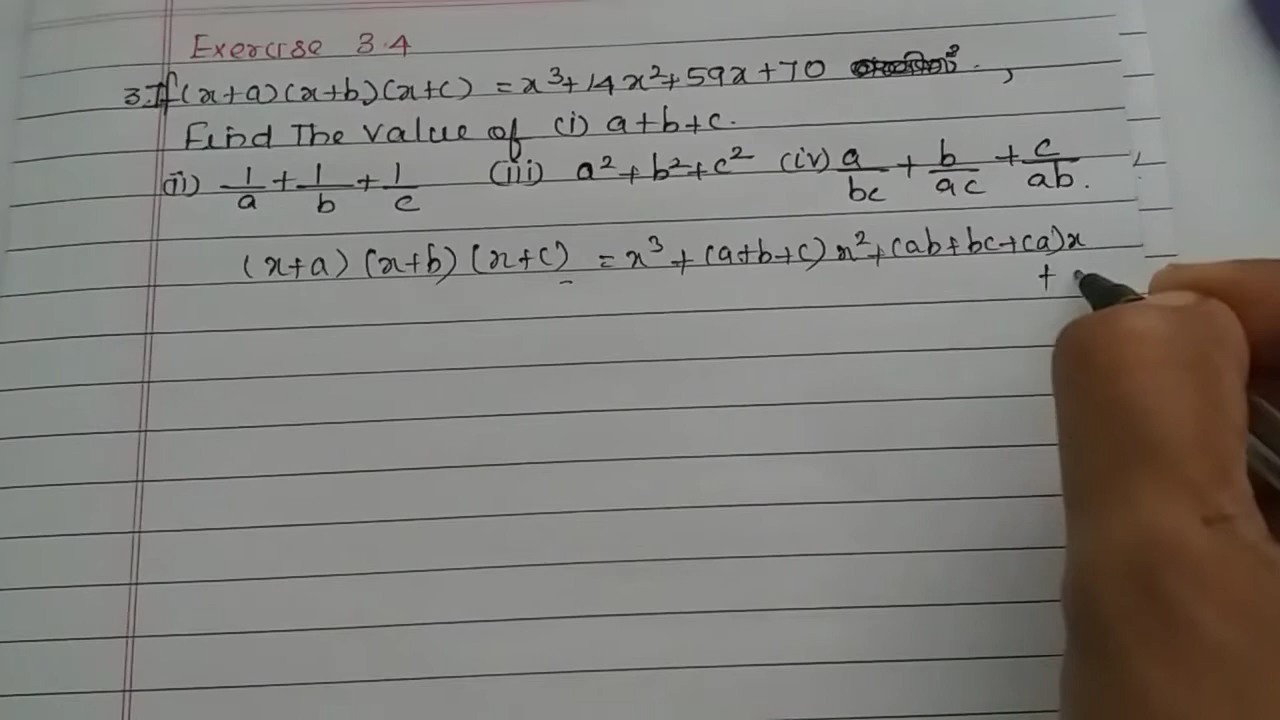 Exercise 3.4
3. If (x+a)(x+b)(x+c) = x³+14x²+59x+70 ,
Find The value of (i) a+b+c.
(ii) 1/a + 1/b + 1/c (iii) a²+b²+c² (iv) a/bc + b/ac + c/ab.
(x+a) (x+b) (x+c) = x³+(a+b+c)x²+(ab+bc+ca)x
+